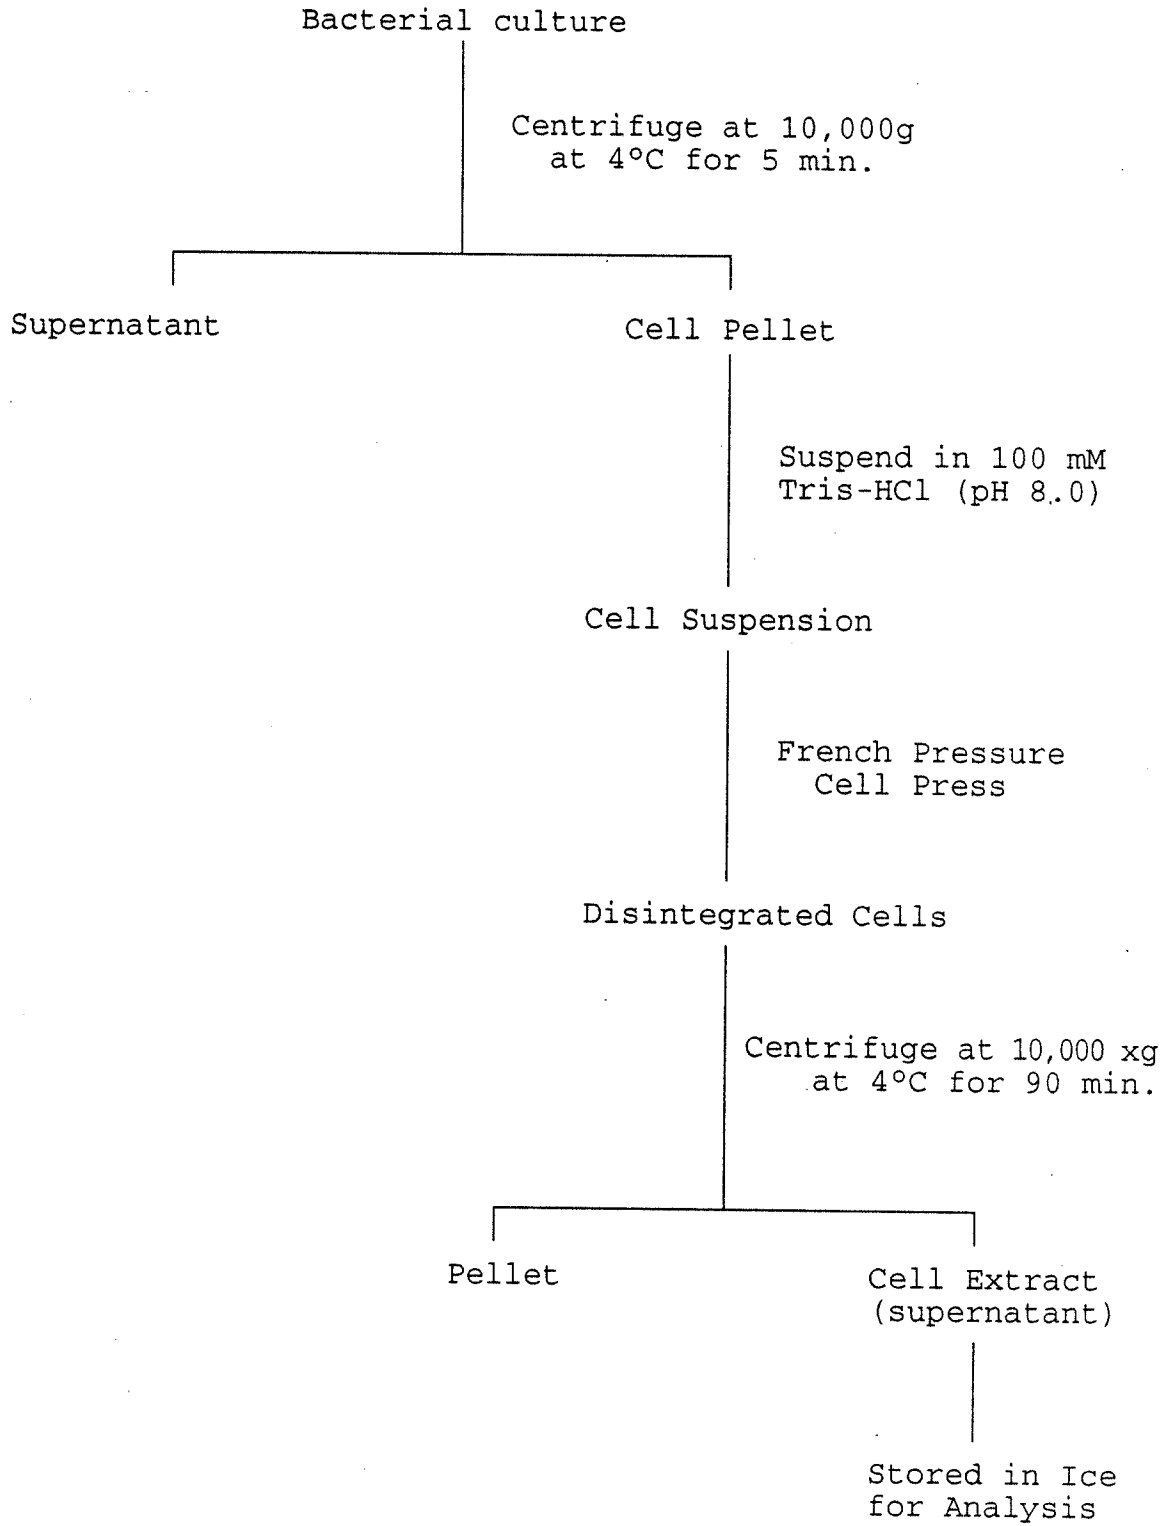 Bacterial culture
Centrifuge at 10,000g
at 4°C for 5 min.
Supernatant
Cell Pellet
Suspend in 100 mM
Tris-HCl (pH 8.0)
Cell Suspension
French Pressure
Cell Press
Disintegrated Cells
Centrifuge at 10,000 xg
at 4°C for 90 min.
Pellet
Cell Extract
(supernatant)
Stored in Ice
for Analysis